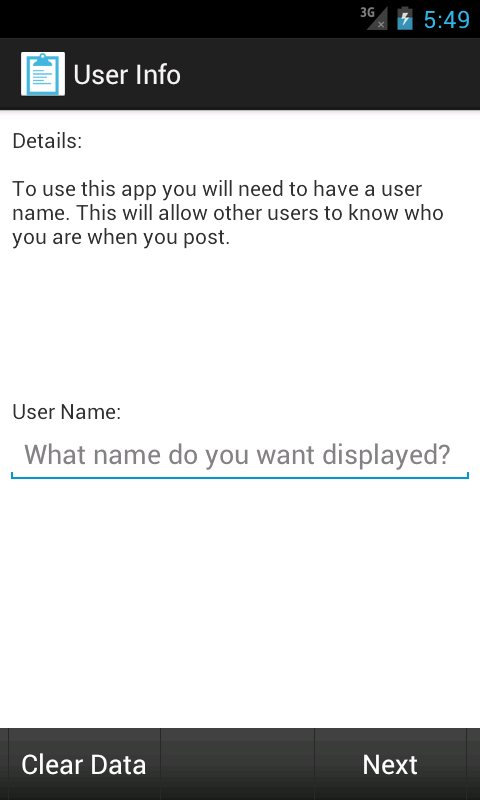 3G
5:49
User Info
Details:
To use this app you will need to have a user
name. This will allow other users to know who
you are when you post.
User Name:
What name do you want displayed?
Clear Data
Next